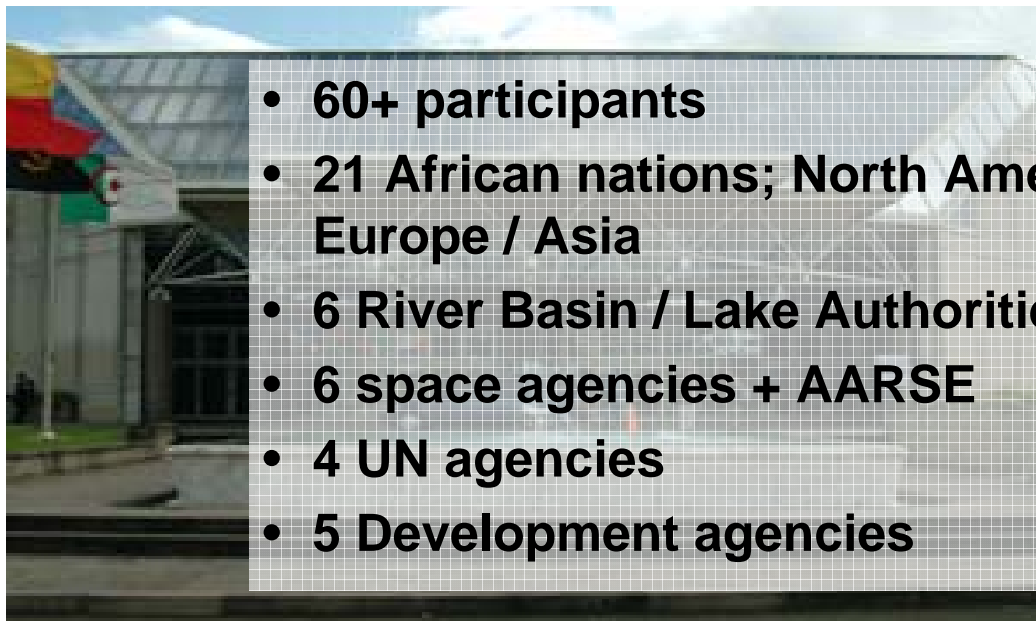 • 60+ participants
• 21 African nations; North Ame
Europe / Asia
• 6 River Basin / Lake Authoriti
• 6 space agencies + AARSE
• 4 UN agencies
• 5 Development agencies